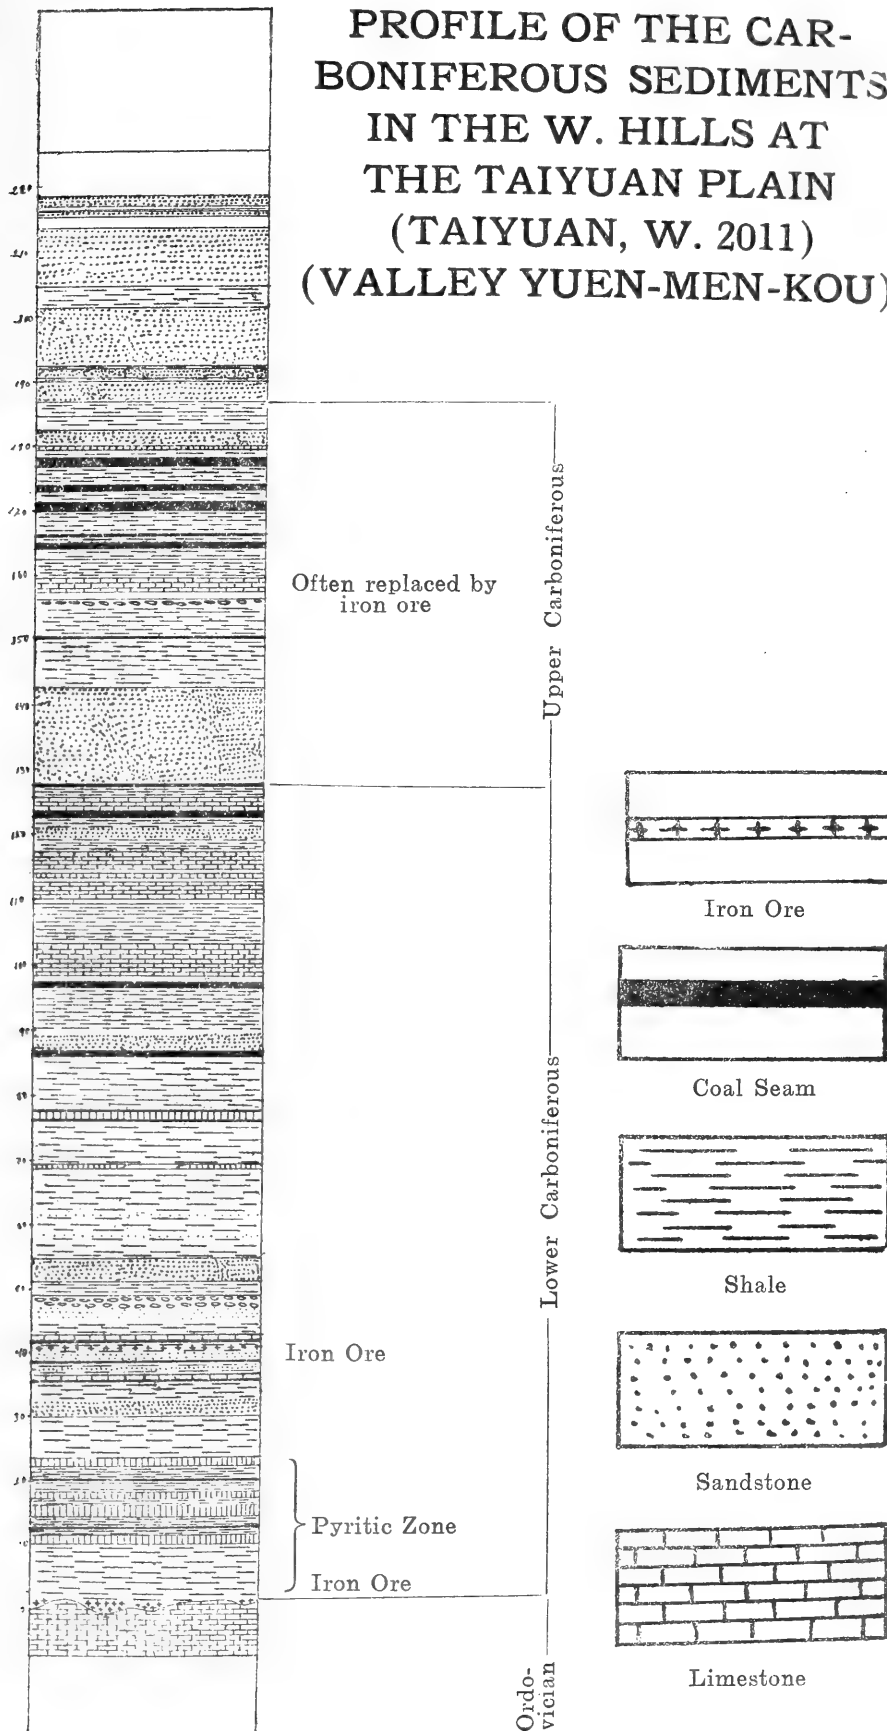 PROFILE OF THE CAR-
BONIFEROUS SEDIMENTS
IN THE W. HILLS AT
THE TAIYUAN PLAIN
(TAIYUAN, W. 2011)
(VALLEY YUEN-MEN-KOU)
Often replaced by
iron ore
Upper Carboniferous
Lower Carboniferous
Ordo-
vician
Iron Ore
Pyritic Zone
Iron Ore
Iron Ore
Coal Seam
Shale
Sandstone
Limestone